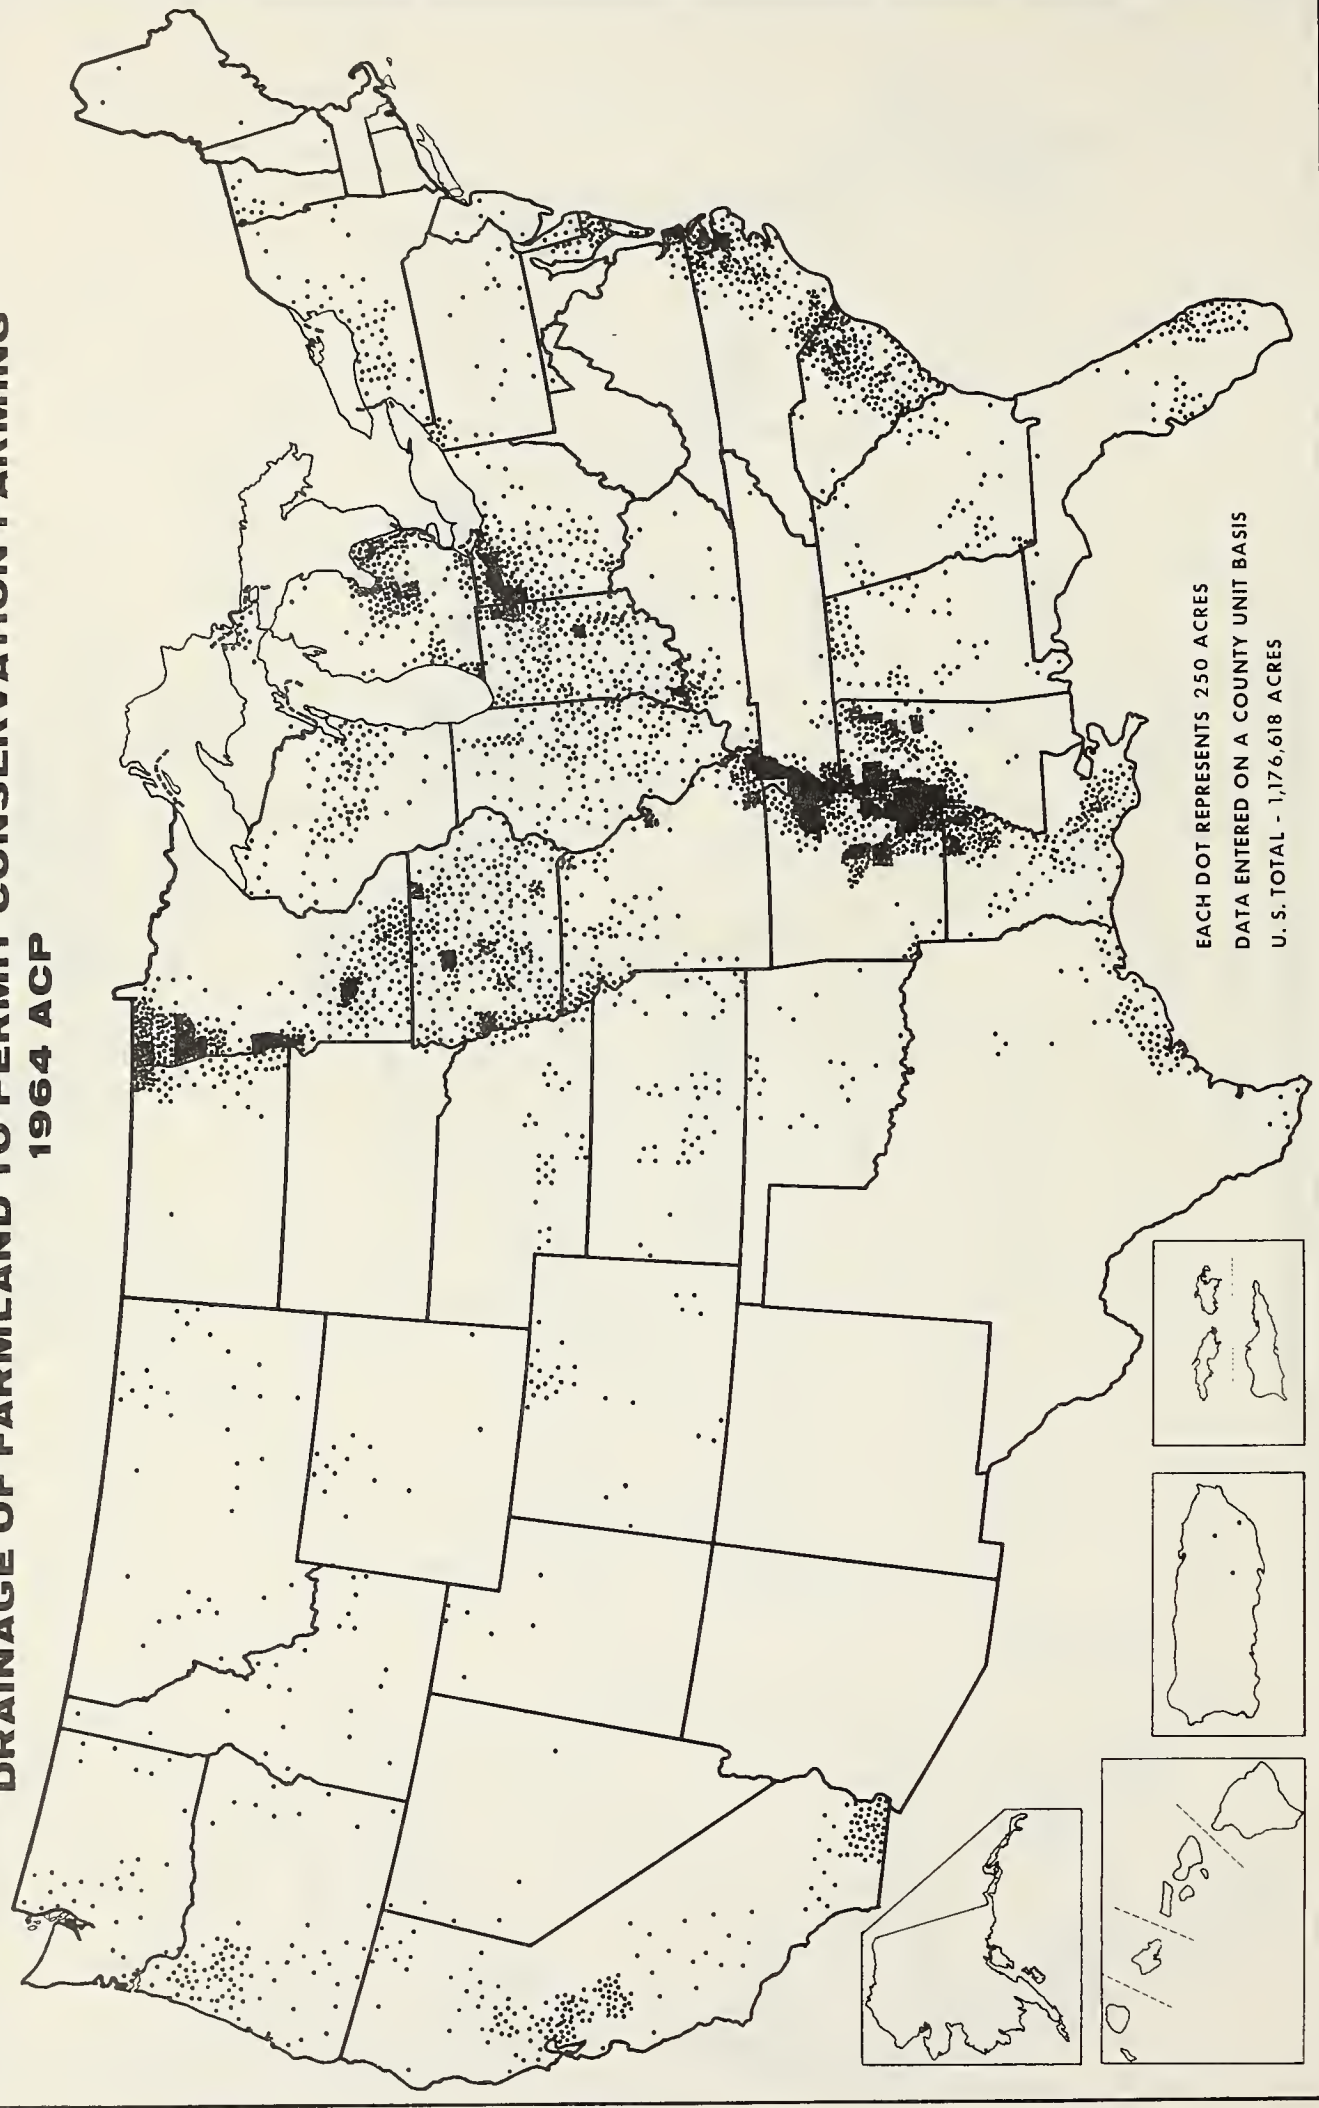 DRAINAGE OF FARMLAND TO PERMIT CONSERVATION FARMING
1964 ACP
EACH DOT REPRESENTS 250 ACRES
DATA ENTERED ON A COUNTY UNIT BASIS
U. S. TOTAL - 1,176,618 ACRES